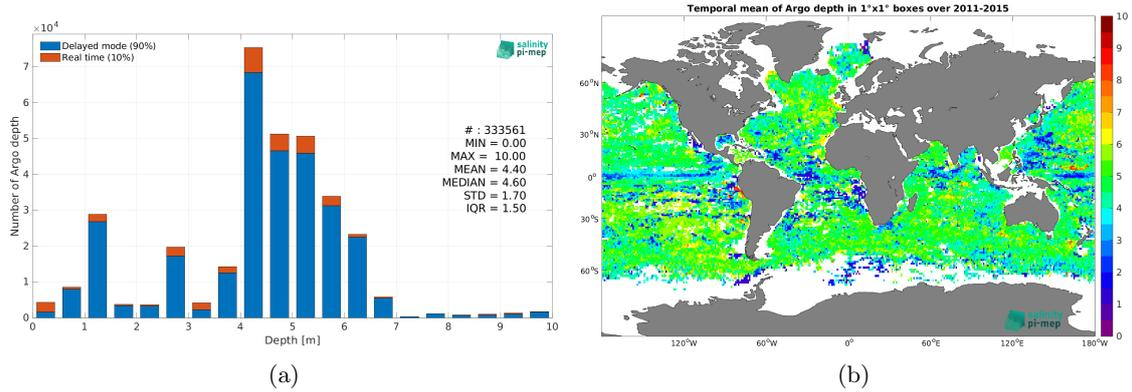 ×10⁴
Delayed mode (90%)
Real time (10%)
salinity
pi-mep
7
6
5
4
3
2
1
0
Number of Argo depth
# : 333561
MIN = 0.00
MAX = 10.00
MEAN = 4.40
MEDIAN = 4.60
STD = 1.70
IQR = 1.50
0 1 2 3 4 5 6 7 8 9 10
Depth [m]
(a)
Temporal mean of Argo depth in 1°x1° boxes over 2011-2015
60°N
30°N
0°
30°S
60°S
120°W 60°W 0° 60°E 120°E 180°W
10
9
8
7
6
5
4
3
2
1
0
salinity
pi-mep
(b)